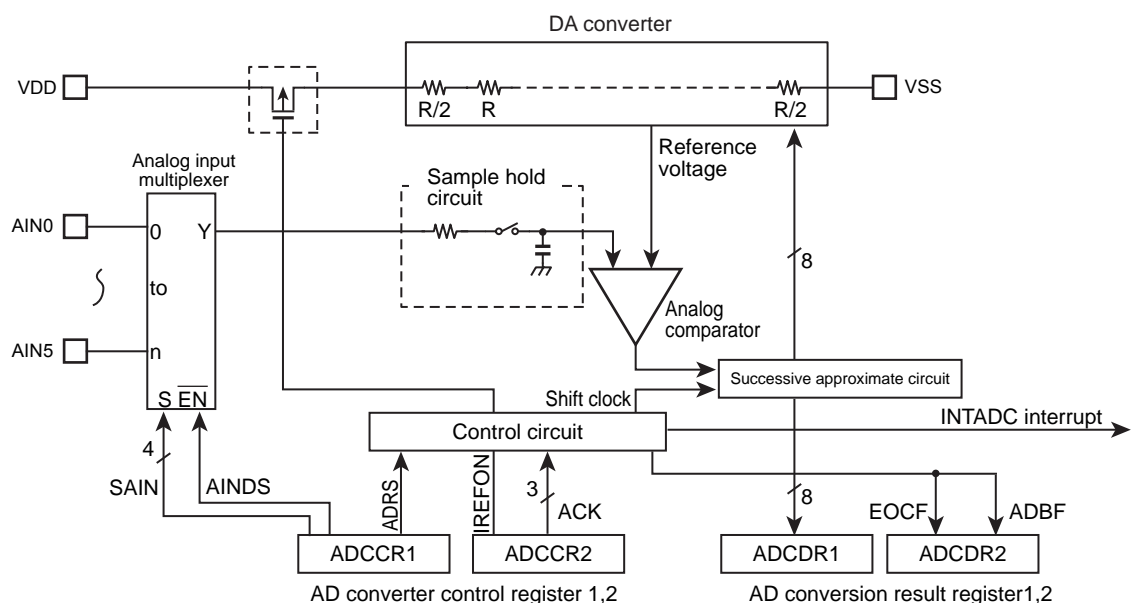 DA converter
VDD
R/2
R
R/2
VSS
Reference
voltage
Analog input
multiplexer
Sample hold
circuit
AIN0
0
Y
to
AIN5
n
S EN
8
Analog
comparator
Successive approximate circuit
Shift clock
Control circuit
INTADC interrupt
4
SAIN
AINDS
ADRS
IREFON
3
ACK
8
EOCF
ADBF
ADCCR1
ADCCR2
ADCDR1
ADCDR2
AD converter control register 1,2
AD conversion result register1,2